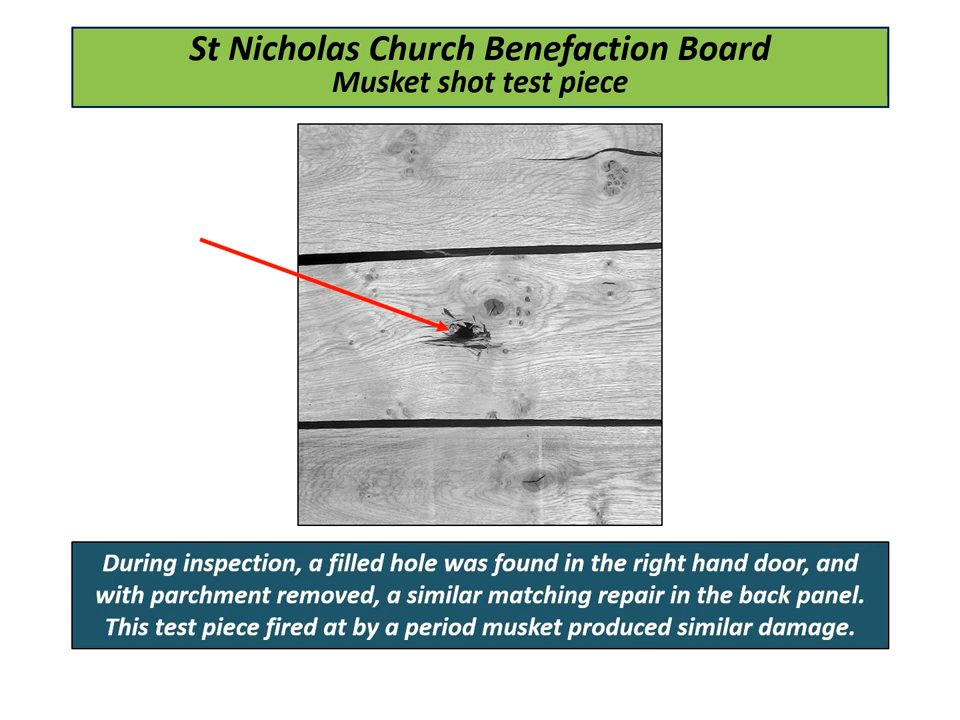 St Nicholas Church Benefaction Board
Musket shot test piece
During inspection, a filled hole was found in the right hand door, and
with parchment removed, a similar matching repair in the back panel.
This test piece fired at by a period musket produced similar damage.